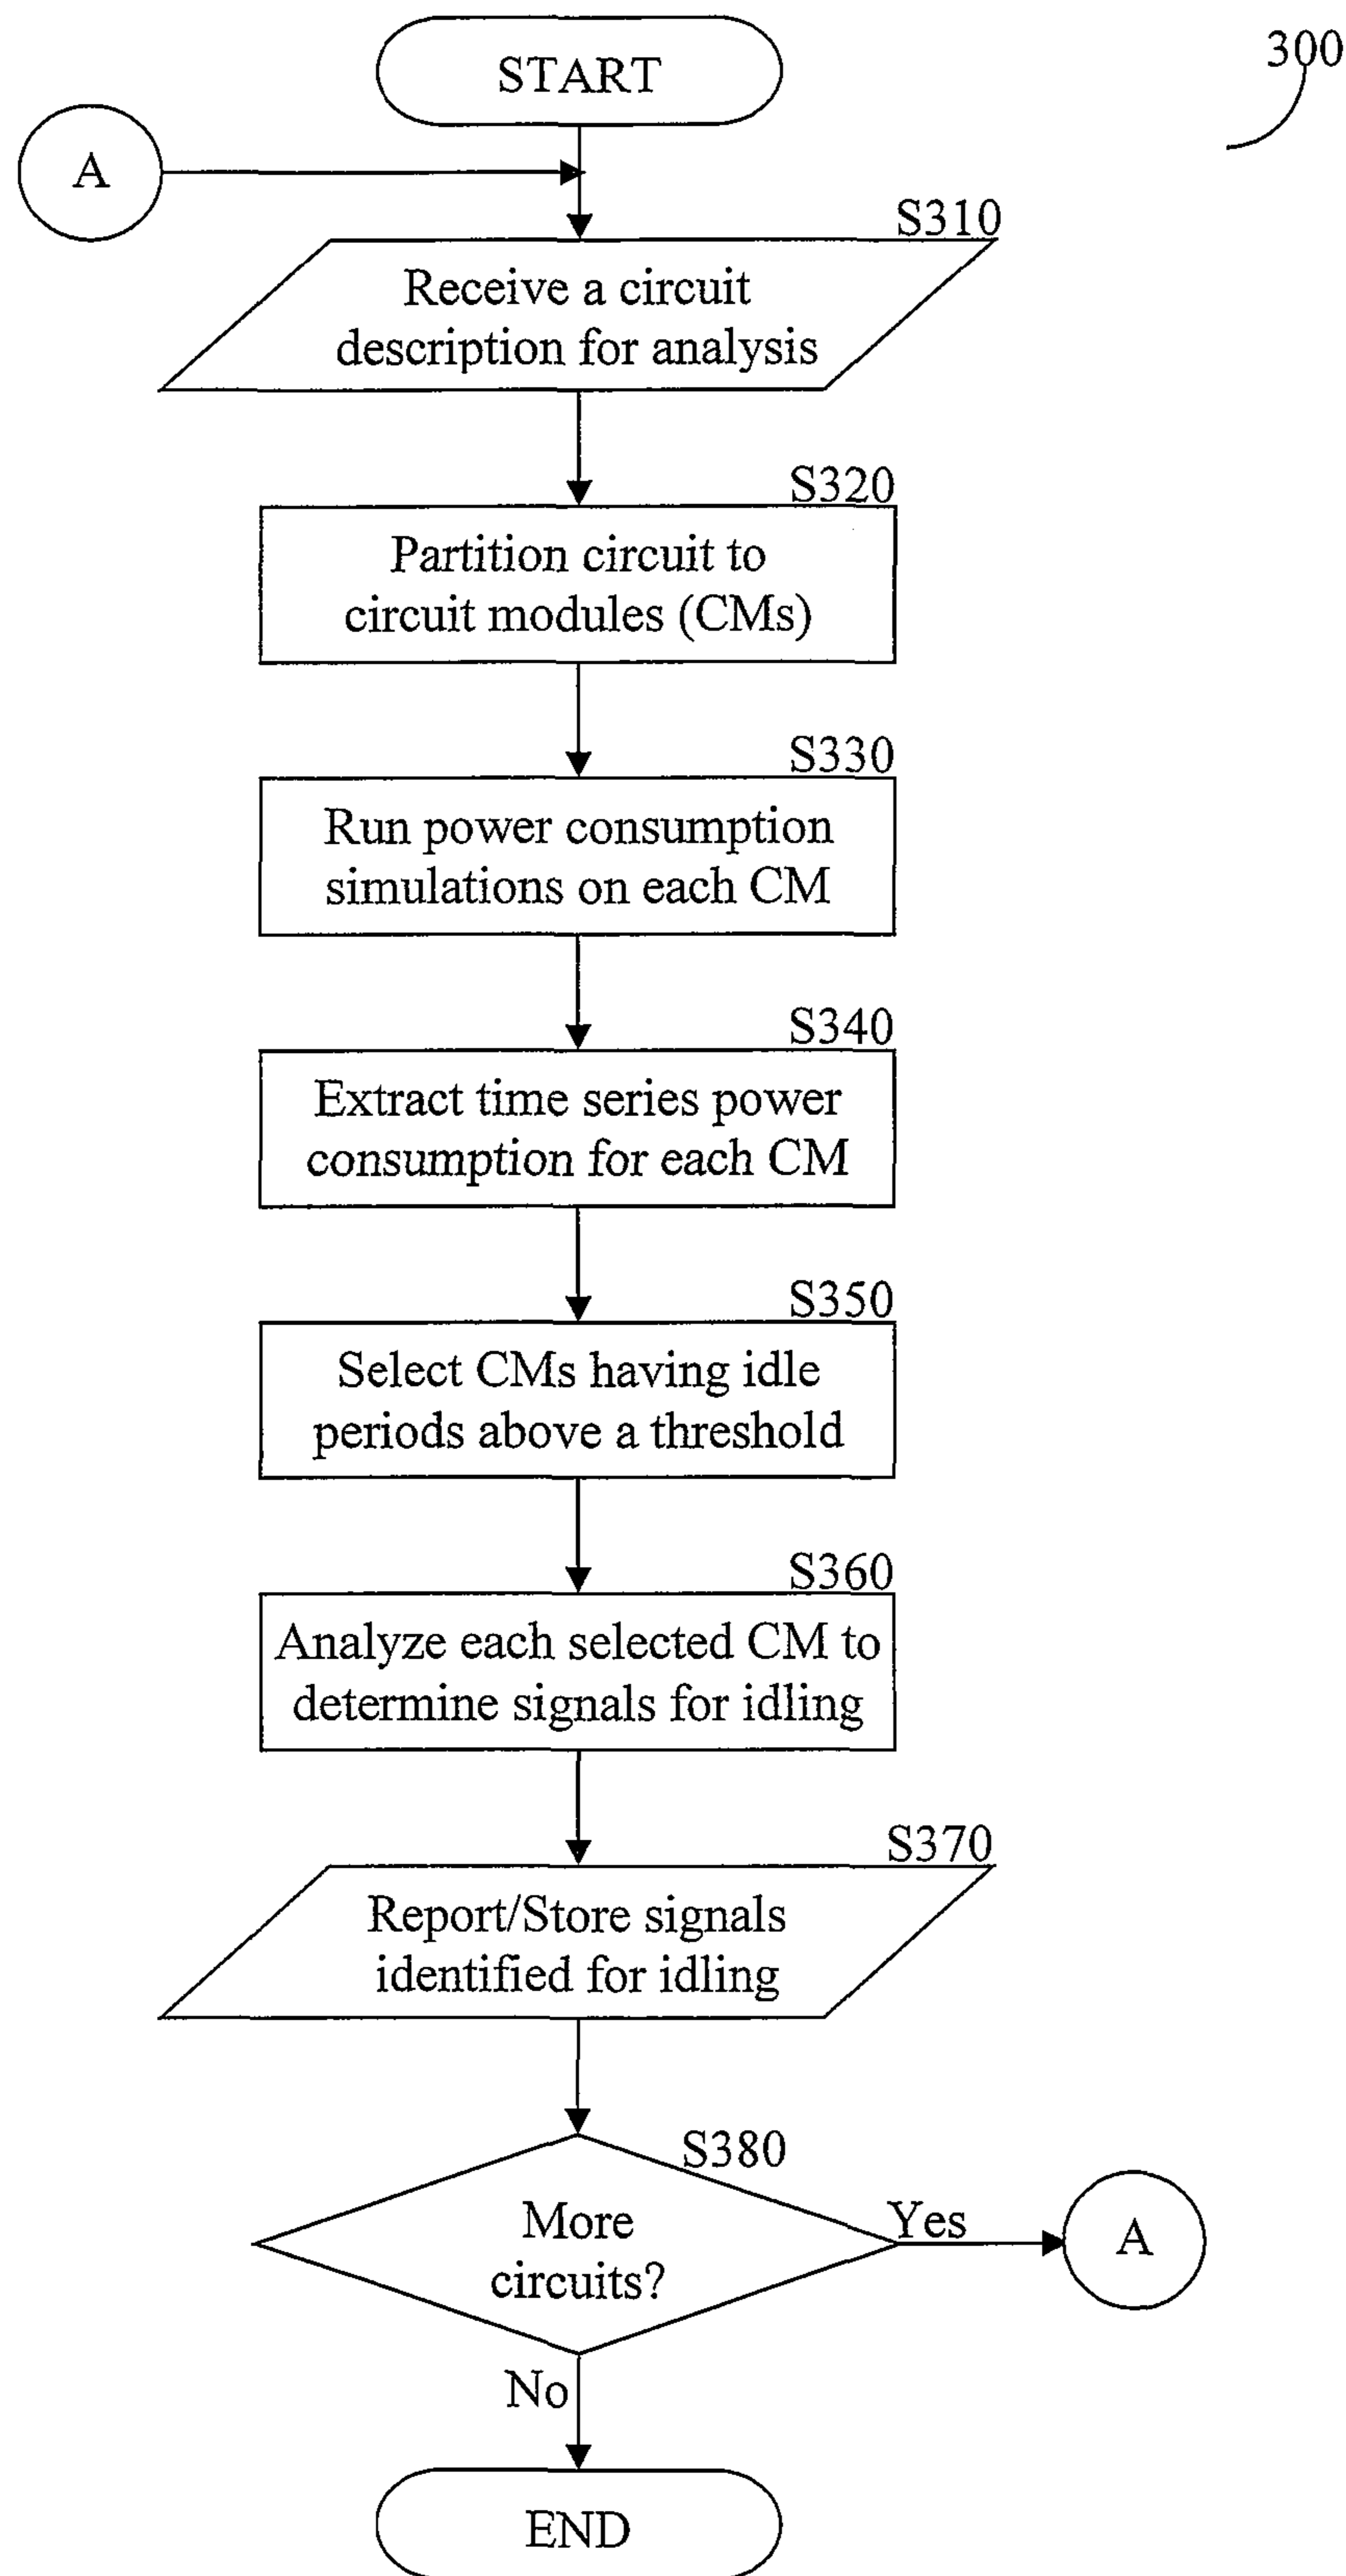 START
300
A
S310
Receive a circuit
description for analysis
S320
Partition circuit to
circuit modules (CMs)
S330
Run power consumption
simulations on each CM
S340
Extract time series power
consumption for each CM
S350
Select CMs having idle
periods above a threshold
S360
Analyze each selected CM to
determine signals for idling
S370
Report/Store signals
identified for idling
S380
More
circuits?
Yes
A
No
END